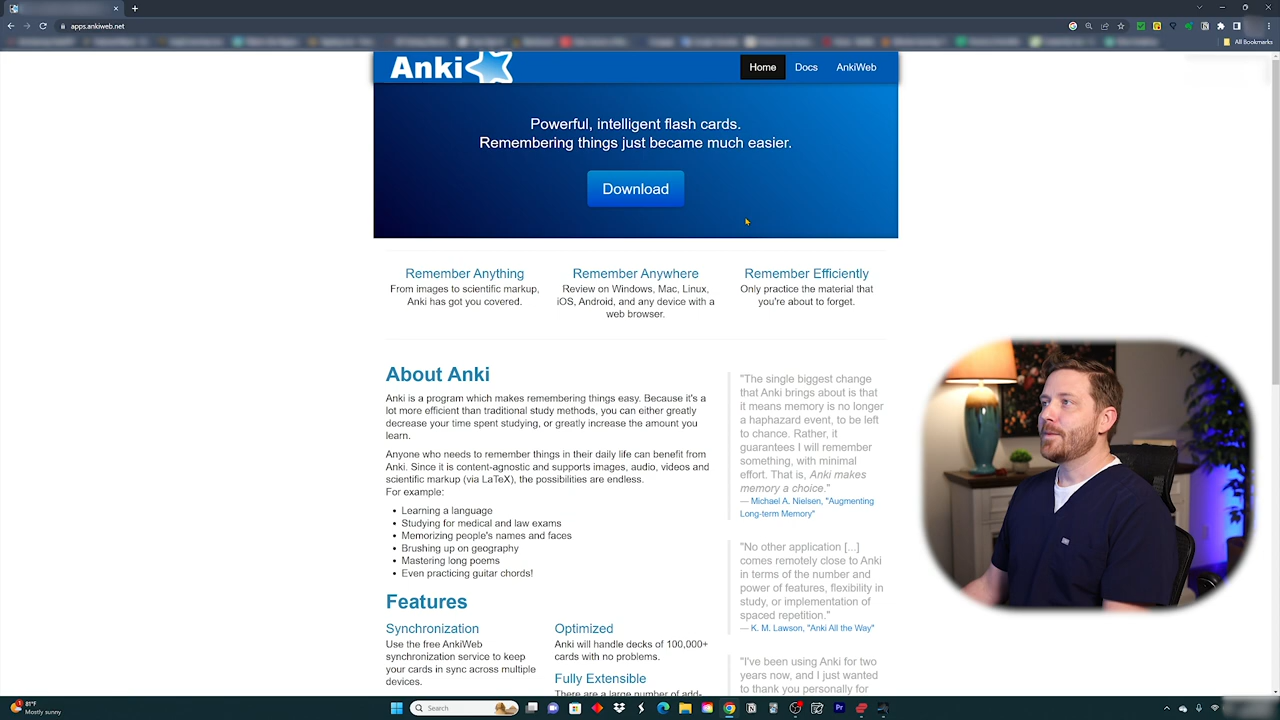 apps.ankiweb.net
All Bookmarks
Anki
Home
Docs
AnkiWeb
Powerful, intelligent flash cards.
Remembering things just became much easier.
Download
Remember Anything
From images to scientific markup,
Anki has got you covered.
Remember Anywhere
Review on Windows, Mac, Linux,
iOS, Android, and any device with a
web browser.
Remember Efficiently
Only practice the material that
you're about to forget.
About Anki
Anki is a program which makes remembering things easy. Because it's a
lot more efficient than traditional study methods, you can either greatly
decrease your time spent studying, or greatly increase the amount you
learn.
Anyone who needs to remember things in their daily life can benefit from
Anki. Since it is content-agnostic and supports images, audio, videos and
scientific markup (via LaTeX), the possibilities are endless.
For example:
• Learning a language
• Studying for medical and law exams
• Memorizing people's names and faces
• Brushing up on geography
• Mastering long poems
• Even practicing guitar chords!
Features
Synchronization
Use the free AnkiWeb
synchronization service to keep
your cards in sync across multiple
devices.
Optimized
Anki will handle decks of 100,000+
cards with no problems.
Fully Extensible
There are a large number of add-
"The single biggest change
that Anki brings about is that
it means memory is no longer
a haphazard event, to be left
to chance. Rather, it
guarantees I will remember
something, with minimal
effort. That is, Anki makes
memory a choice."
— Michael A. Nielsen, "Augmenting
Long-term Memory"
"No other application [...]
comes remotely close to Anki
in terms of the number and
power of features, flexibility in
study, or implementation of
spaced repetition."
— K. M. Lawson, "Anki All the Way"
"I've been using Anki for two
years now, and I just wanted
to thank you personally for
81°F
Mostly sunny
Search